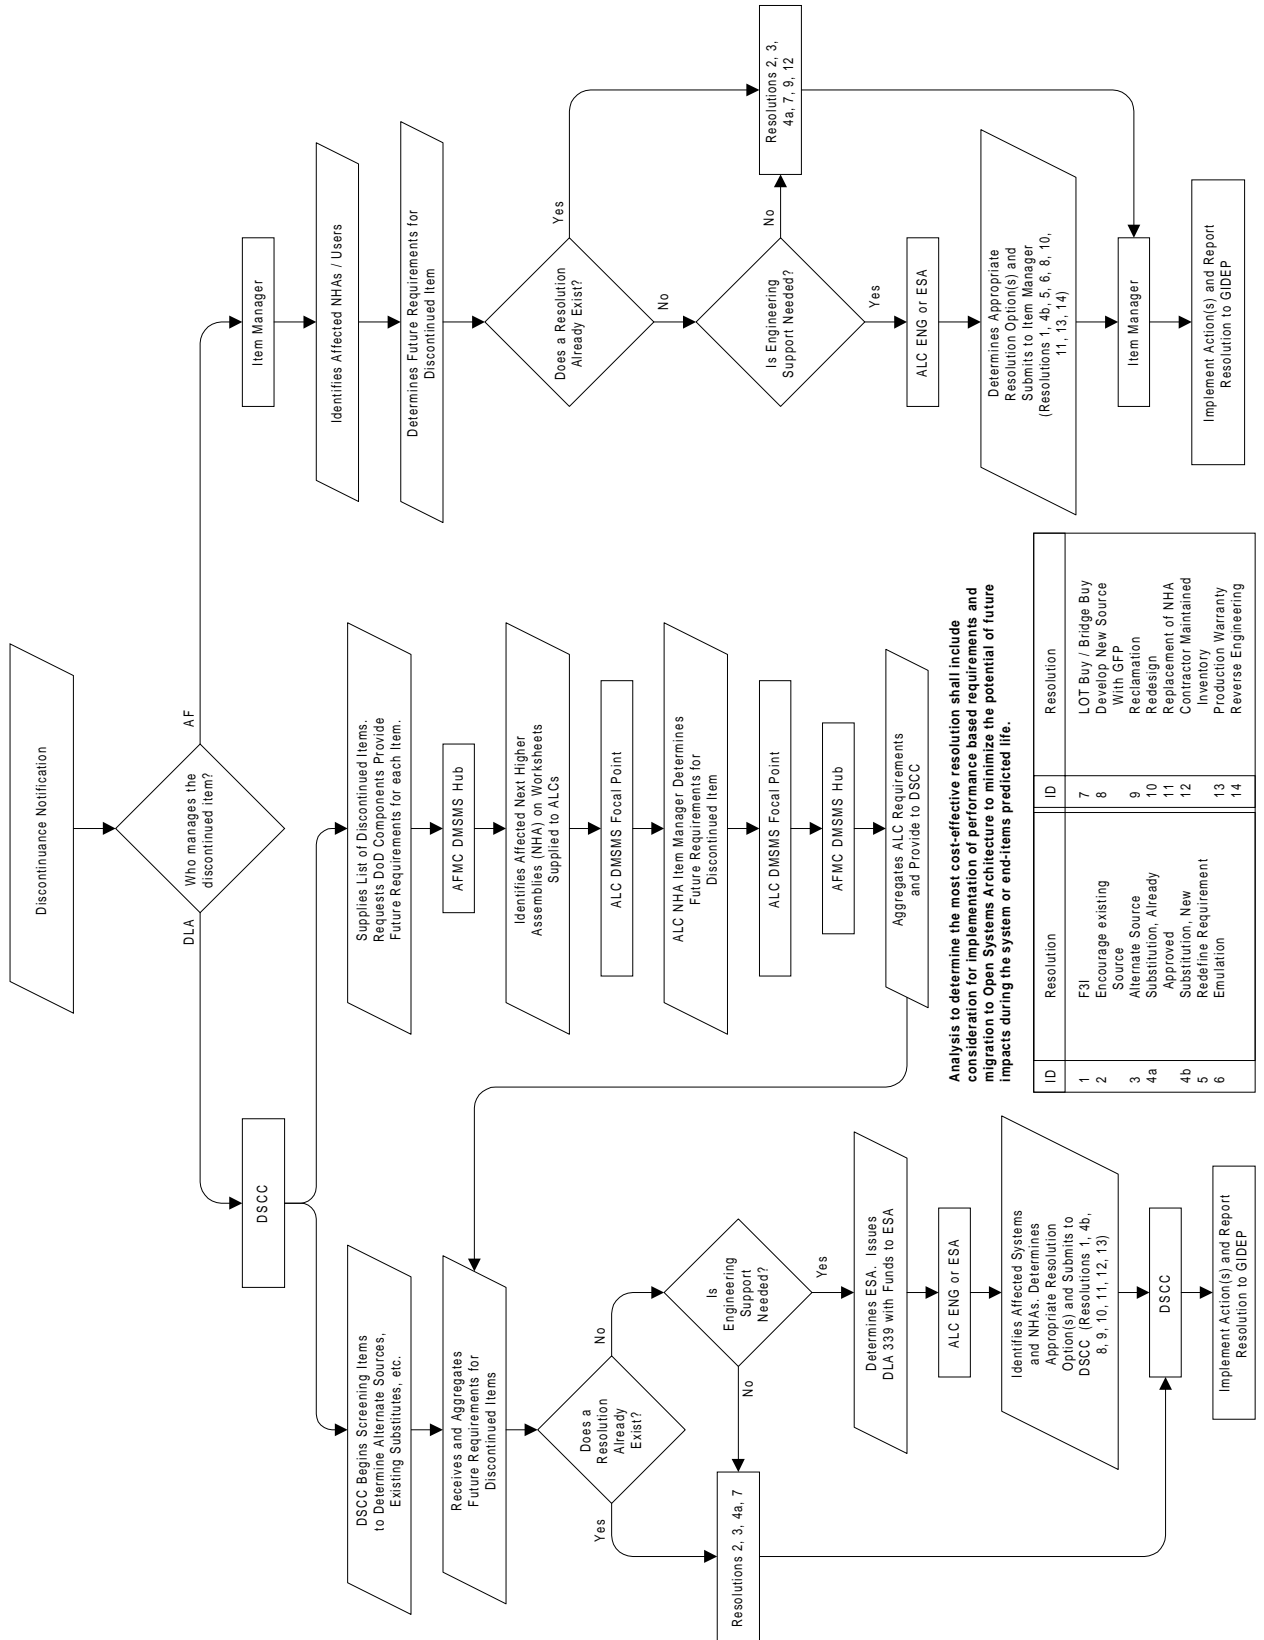 Discontinuance Notification
Who manages the
discontinued item?
DLA
AF
DSCC
DSCC Begins Screening Items
to Determine Alternate Sources,
Existing Substitutes, etc.
Receives and Aggregates
Future Requirements for
Discontinued Items
Does a
Resolution
Already
Exist?
Yes
No
Resolutions 2, 3, 4a, 7
Is
Engineering
Support
Needed?
No
Yes
Determines ESA. Issues
DLA 339 with Funds to ESA
ALC ENG or ESA
Identifies Affected Systems
and NHAs. Determines
Appropriate Resolution
Option(s) and Submits to
DSCC (Resolutions 1, 4b,
8, 9, 10, 11, 12, 13)
DSCC
Implement Action(s) and Report
Resolution to GIDEP
Supplies List of Discontinued Items.
Requests DoD Components Provide
Future Requirements for each Item.
AFMC DMSMS Hub
Identifies Affected Next Higher
Assemblies (NHA) on Worksheets
Supplied to ALCs
ALC DMSMS Focal Point
ALC NHA Item Manager Determines
Future Requirements for
Discontinued Item
ALC DMSMS Focal Point
AFMC DMSMS Hub
Aggregates ALC Requirements
and Provide to DSCC
Item Manager
Identifies Affected NHAs / Users
Determines Future Requirements for
Discontinued Item
Does a Resolution
Already Exist?
Yes
No
Is Engineering
Support Needed?
No
Yes
Resolutions 2, 3,
4a, 7, 9, 12
ALC ENG or ESA
Determines Appropriate
Resolution Option(s) and
Submits to Item Manager
(Resolutions 1, 4b, 5, 6, 8, 10,
11, 13, 14)
Item Manager
Implement Action(s) and Report
Resolution to GIDEP
Analysis to determine the most cost-effective resolution shall include
consideration for implementation of performance based requirements and
migration to Open Systems Architecture to minimize the potential of future
impacts during the system or end-items predicted life.
ID Resolution ID Resolution
1 F3I 7 LOT Buy / Bridge Buy
2 Encourage existing 8 Develop New Source
Source With GFP
3 Alternate Source 9 Reclamation
4a Substitution, Already 10 Redesign
Approved 11 Replacement of NHA
4b Substitution, New 12 Contractor Maintained
5 Redefine Requirement Inventory
6 Emulation 13 Production Warranty
14 Reverse Engineering